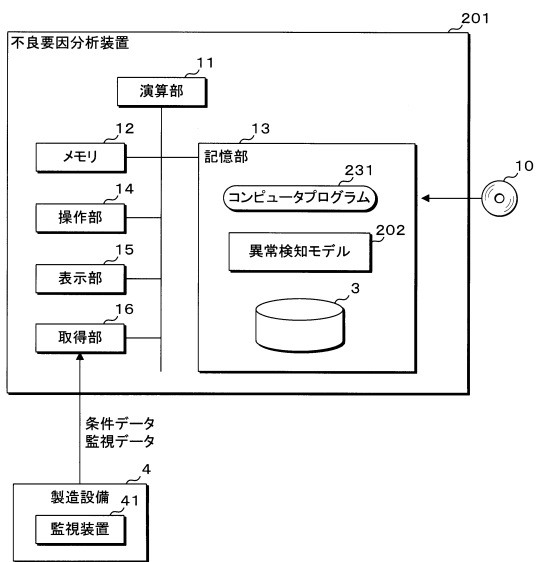 201
不良要因分析装置
11
演算部
12
メモリ
13
記憶部
231
コンピュータプログラム
10
14
操作部
202
異常検知モデル
15
表示部
3
16
取得部
条件データ
監視データ
4
製造設備
41
監視装置